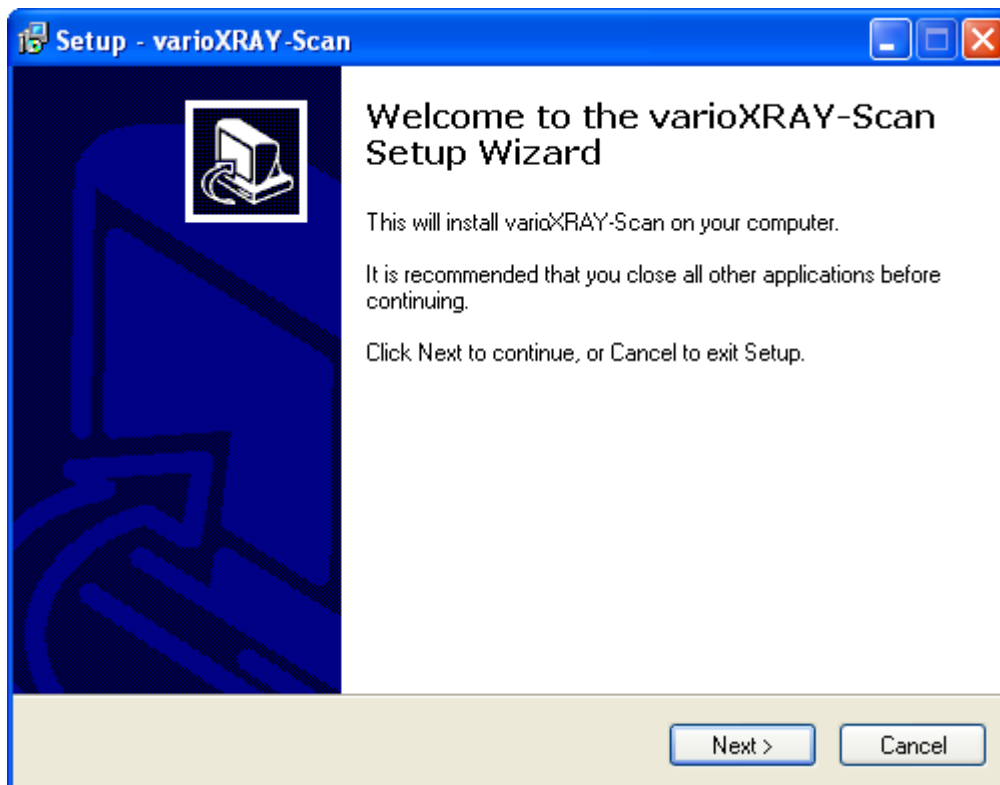 Setup - varioXRAY-Scan
Welcome to the varioXRAY-Scan
Setup Wizard
This will install varioXRAY-Scan on your computer.
It is recommended that you close all other applications before
continuing.
Click Next to continue, or Cancel to exit Setup.
Next >
Cancel